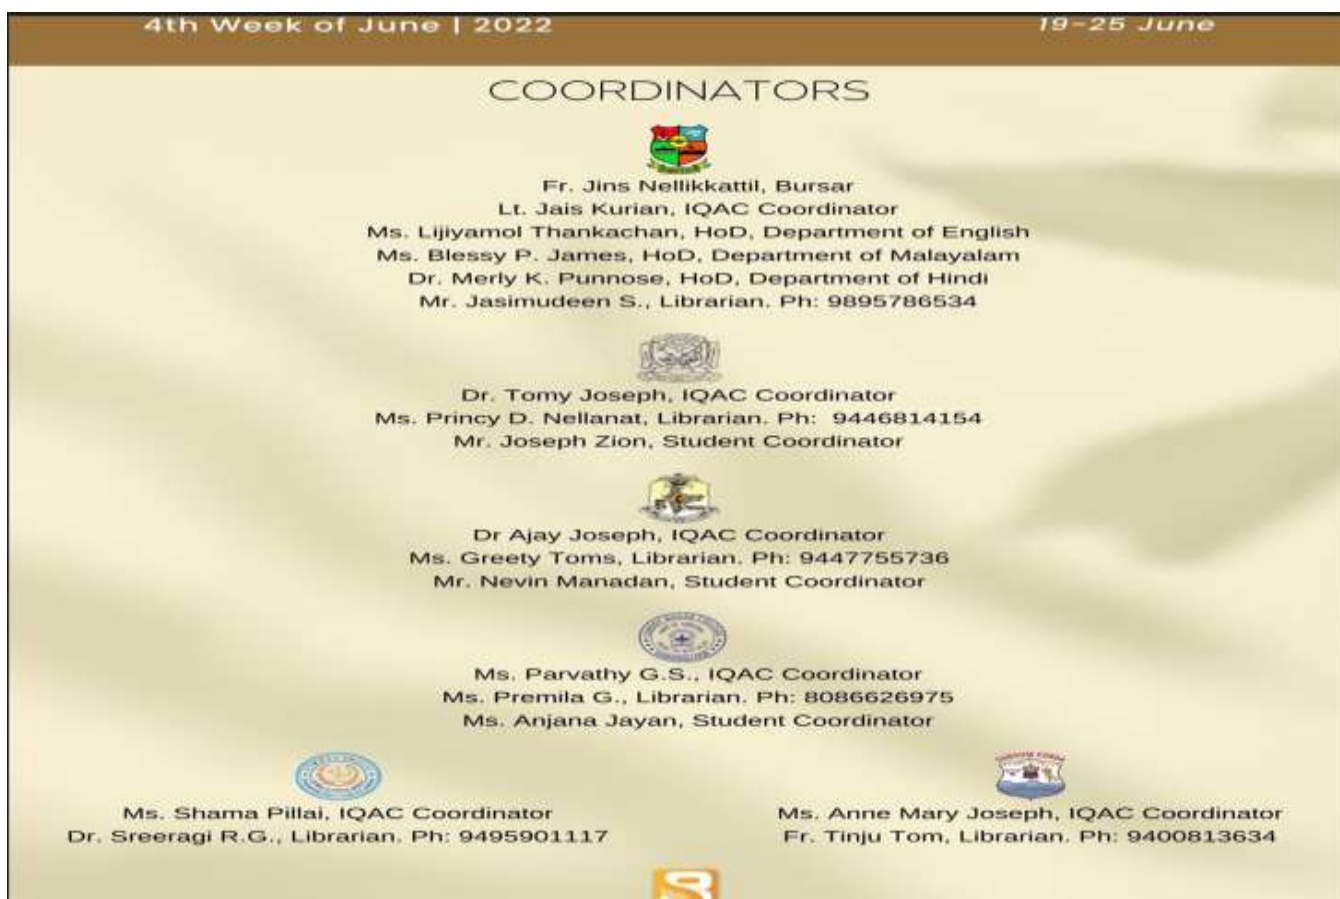 4th Week of June | 2022
19-25 June
COORDINATORS
Fr. Jins Nellikkattil, Bursar
Lt. Jais Kurian, IQAC Coordinator
Ms. Lijiyamol Thankachan, HoD, Department of English
Ms. Blessy P. James, HoD, Department of Malayalam
Dr. Merly K. Punnose, HoD, Department of Hindi
Mr. Jasimudeen S., Librarian. Ph: 9895786534
Dr. Tomy Joseph, IQAC Coordinator
Ms. Princy D. Nellanat, Librarian. Ph: 9446814154
Mr. Joseph Zion, Student Coordinator
Dr Ajay Joseph, IQAC Coordinator
Ms. Greety Toms, Librarian. Ph: 9447755736
Mr. Nevin Manadan, Student Coordinator
Ms. Parvathy G.S., IQAC Coordinator
Ms. Premila G., Librarian. Ph: 8086626975
Ms. Anjana Jayan, Student Coordinator
Ms. Shama Pillai, IQAC Coordinator
Dr. Sreeragi R.G., Librarian. Ph: 9495901117
Ms. Anne Mary Joseph, IQAC Coordinator
Fr. Tinju Tom, Librarian. Ph: 9400813634